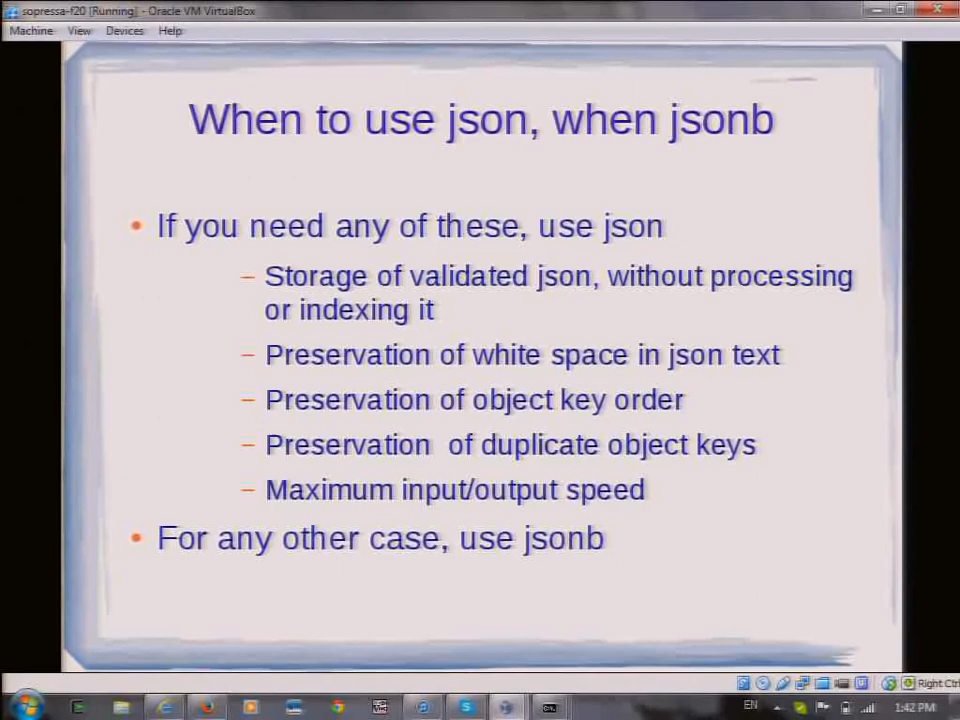 sopressa-f20 [Running] - Oracle VM VirtualBox
Machine View Devices Help
When to use json, when jsonb
• If you need any of these, use json
– Storage of validated json, without processing
or indexing it
– Preservation of white space in json text
– Preservation of object key order
– Preservation of duplicate object keys
– Maximum input/output speed
• For any other case, use jsonb
Right Ctrl
EN 1:42 PM